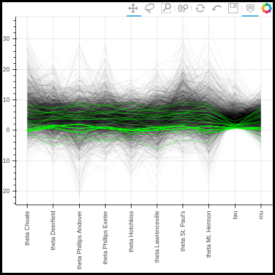 30
20
10
0
10
20
theta Choate
theta Deerfield
theta Phillips Andover
theta Phillips Exeter
theta Hotchkiss
theta Lawrenceville
theta St. Paul's
theta Mt. Hermon
tau
mu